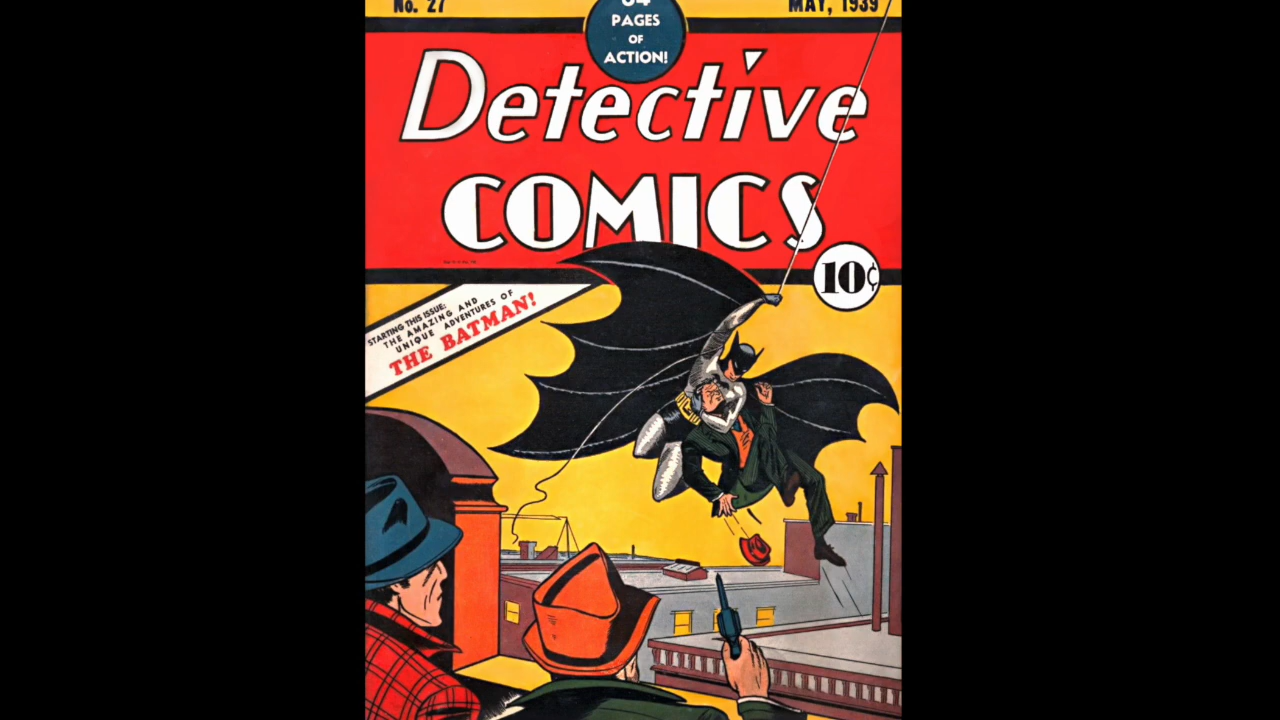 No. 27
MAY, 1939
64
PAGES
OF
ACTION!
Detective
COMICS
10¢
STARTING THIS ISSUE:
THE AMAZING AND
UNIQUE ADVENTURES OF
THE BATMAN!